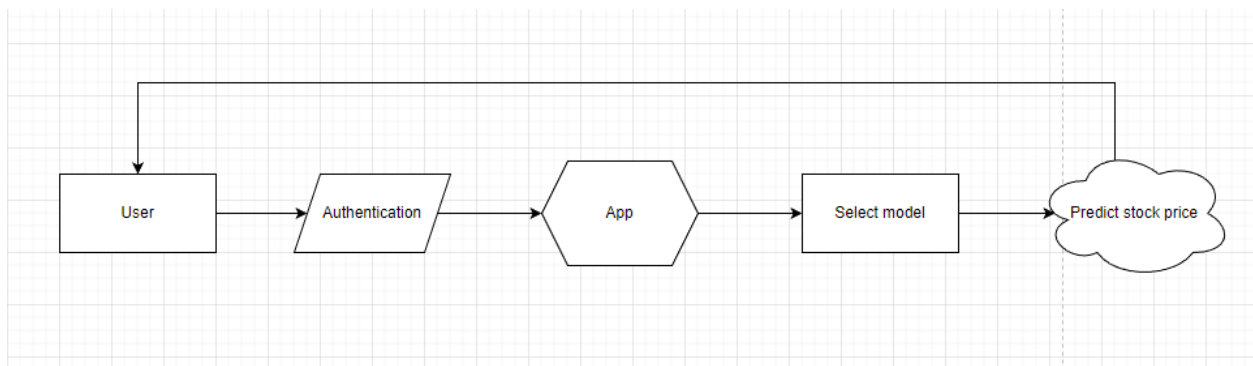 User
Authentication
App
Select model
Predict stock price